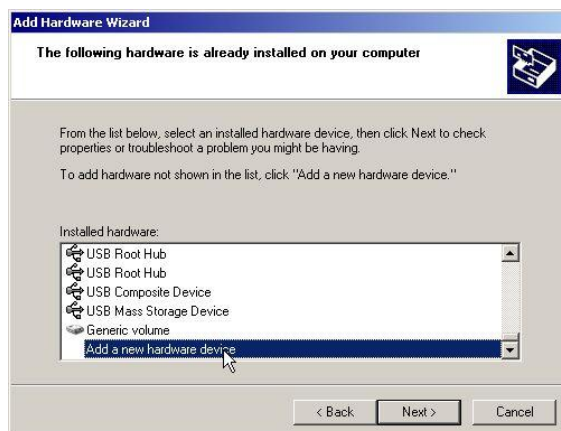 Add Hardware Wizard
The following hardware is already installed on your computer
From the list below, select an installed hardware device, then click Next to check
properties or troubleshoot a problem you might be having.
To add hardware not shown in the list, click "Add a new hardware device."
Installed hardware:
USB Root Hub
USB Root Hub
USB Composite Device
USB Mass Storage Device
Generic volume
Add a new hardware device
< Back Next > Cancel